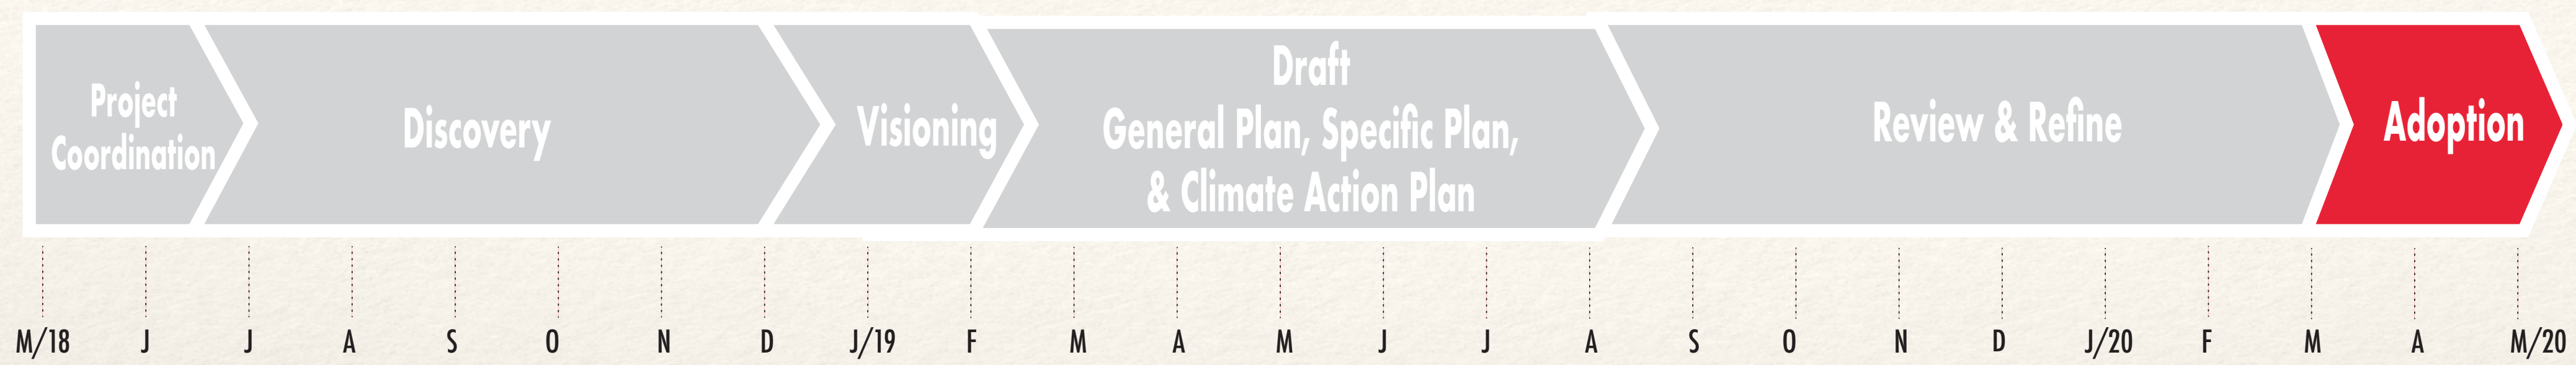 Project
Coordination
Discovery
Visioning
Draft
General Plan, Specific Plan,
& Climate Action Plan
Review & Refine
Adoption
M/18 J J A S O N D J/19 F M A M J J A S O N D J/20 F M A M/20